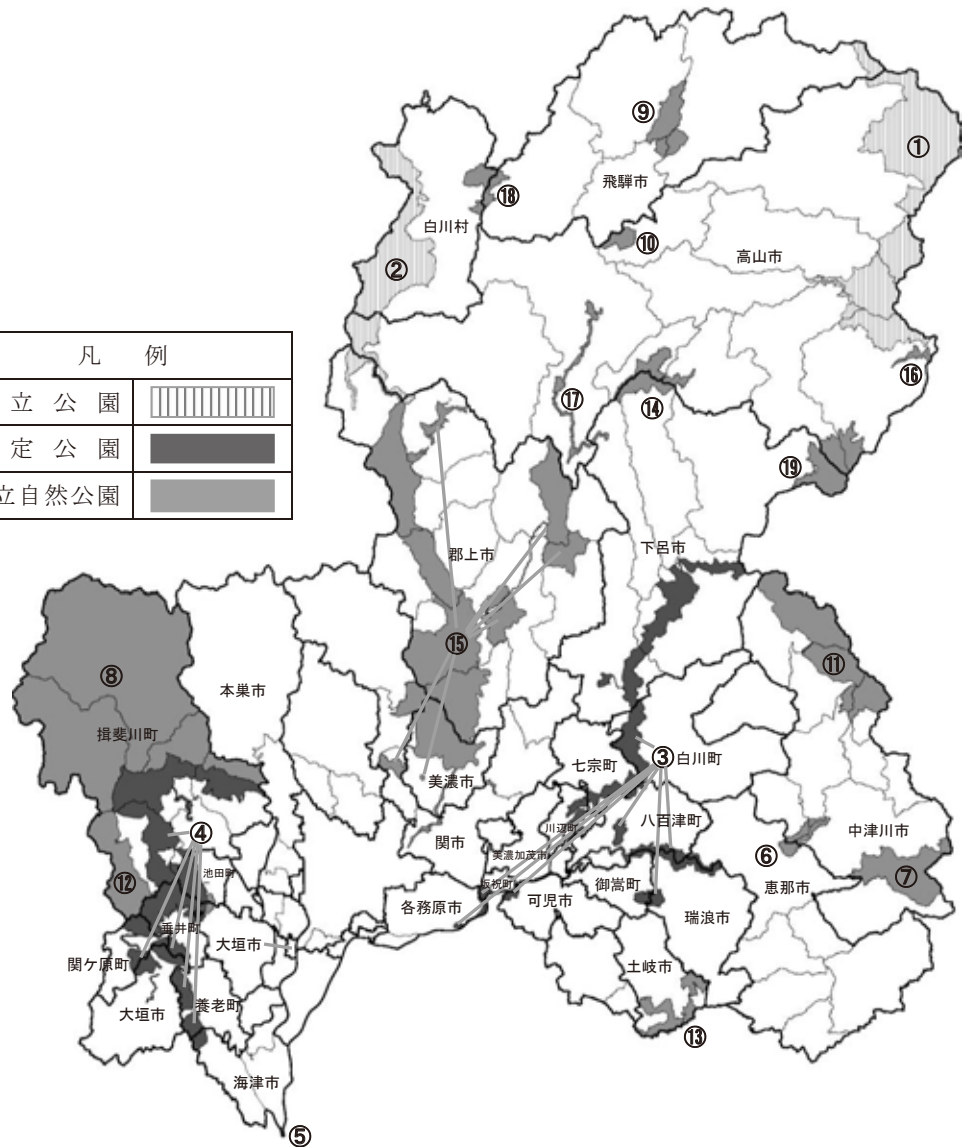 ①
⑨
飛騨市
⑱
白川村
⑩
高山市
②
凡 例
立 公 園
定 公 園
立自然公園
⑯
⑰
⑭
⑲
郡上市
下呂市
⑮
⑪
⑧
本巣市
揖斐川町
③
白川町
七宗町
美濃市
八百津町
川辺町
中津川市
④
関市
美濃加茂市
⑥
恵那市
⑦
池田町
⑫
坂祝町
御嵩町
各務原市
可児市
瑞浪市
垂井町
大垣市
関ケ原町
土岐市
大垣市
養老町
⑬
海津市
⑤